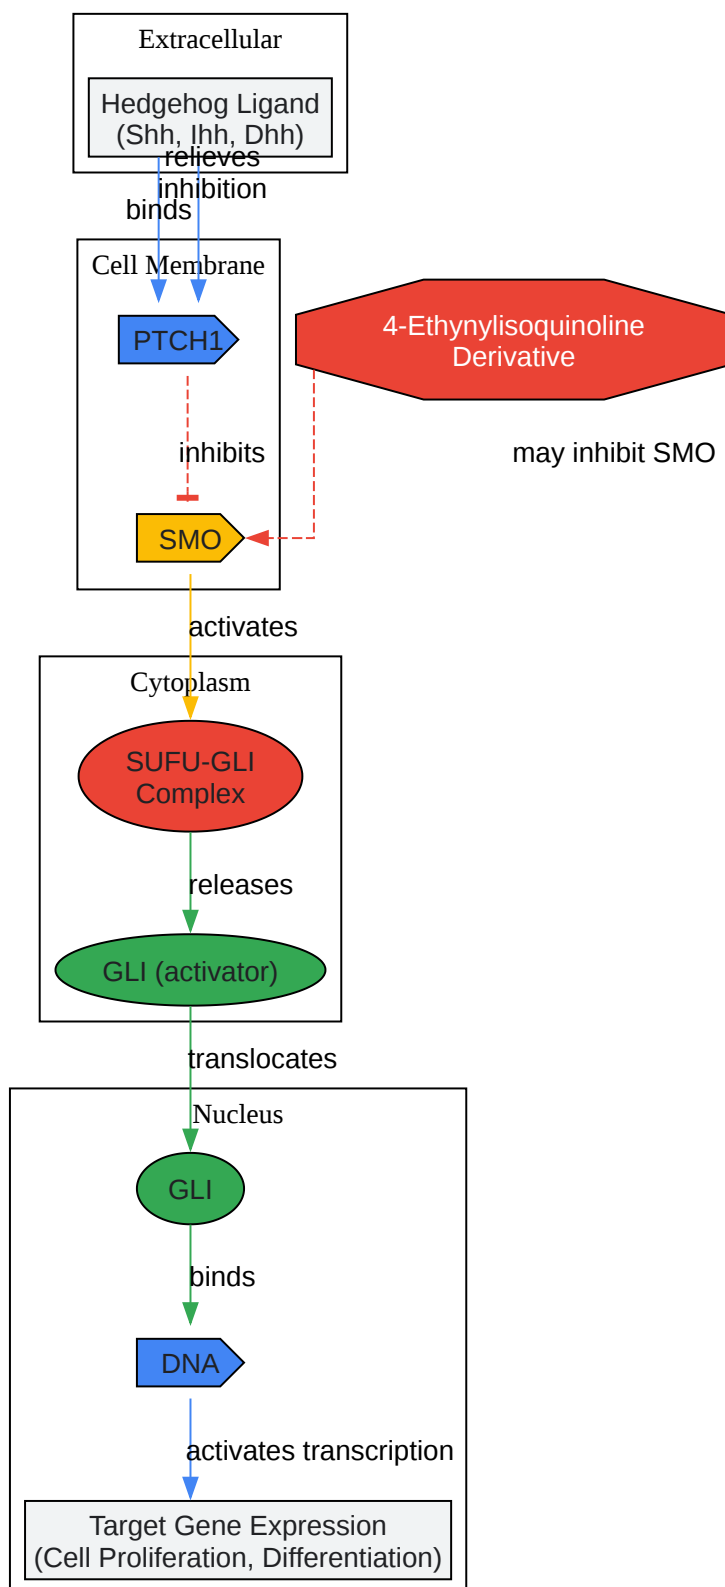 Extracellular
Hedgehog Ligand
(Shh, Ihh, Dhh)
relieves
inhibition
binds
Cell Membrane
PTCH1
4-Ethynylisoquinoline
Derivative
inhibits
may inhibit SMO
SMO
activates
Cytoplasm
SUFU-GLI
Complex
releases
GLI (activator)
translocates
Nucleus
GLI
binds
DNA
activates transcription
Target Gene Expression
(Cell Proliferation, Differentiation)